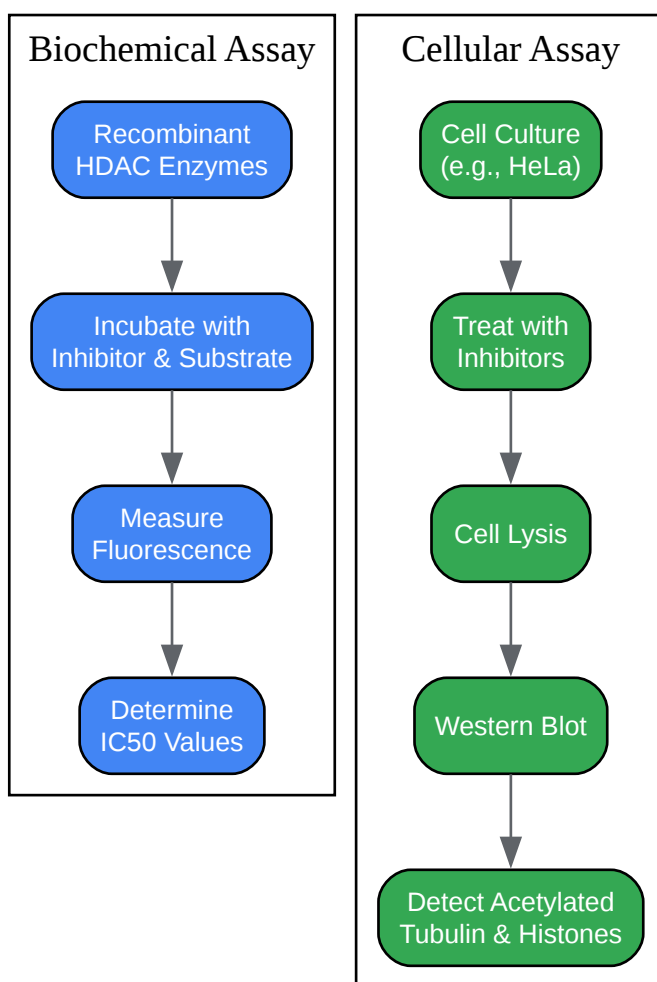 Biochemical Assay
Recombinant
HDAC Enzymes
Incubate with
Inhibitor & Substrate
Measure
Fluorescence
Determine
IC50 Values
Cellular Assay
Cell Culture
(e.g., HeLa)
Treat with
Inhibitors
Cell Lysis
Western Blot
Detect Acetylated
Tubulin & Histones